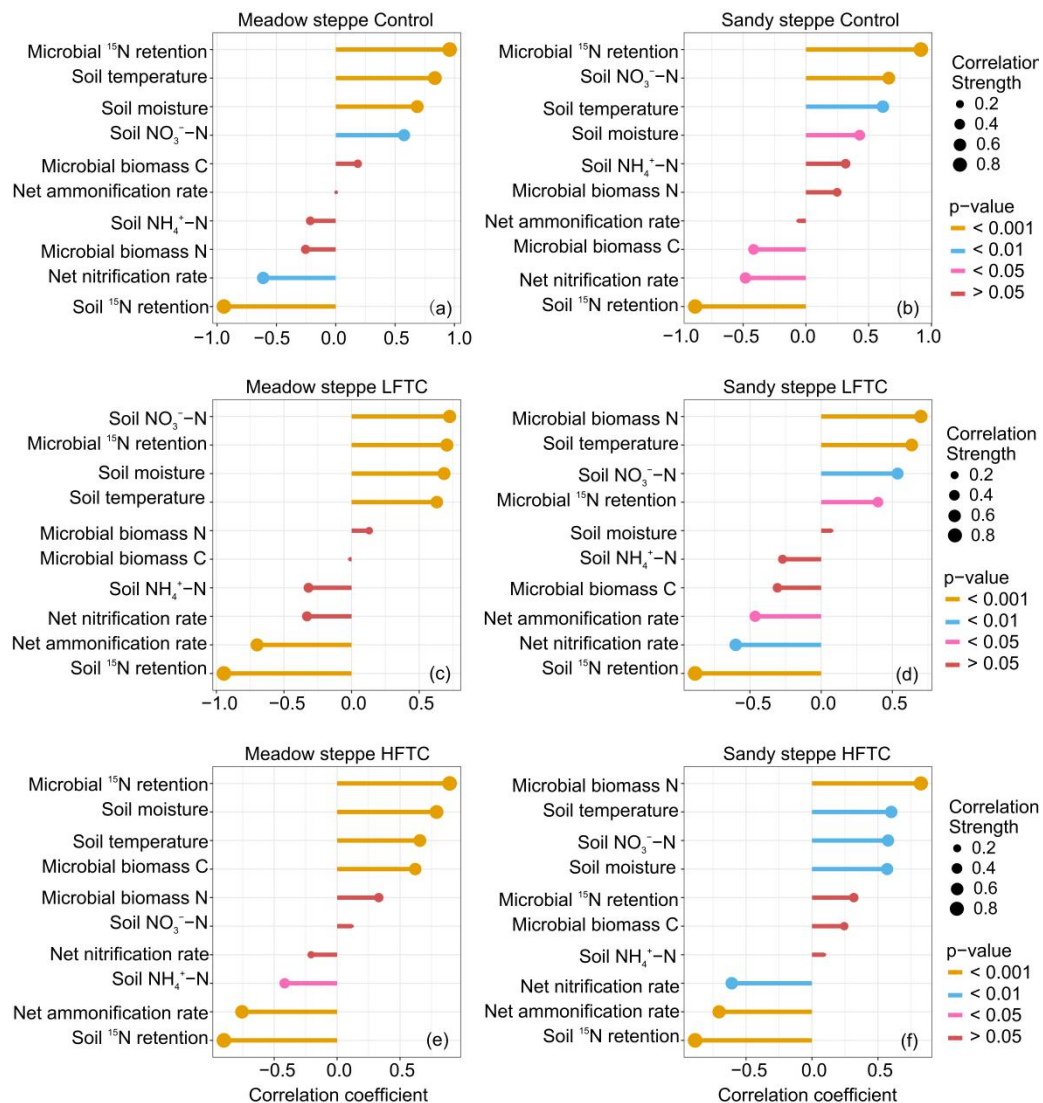 Meadow steppe Control
Microbial ¹⁵N retention
Soil temperature
Soil moisture
Soil NO₃⁻−N
Microbial biomass C
Net ammonification rate
Soil NH₄⁺−N
Microbial biomass N
Net nitrification rate
Soil ¹⁵N retention
(a)
−1.0 −0.5 0.0 0.5 1.0
Sandy steppe Control
Microbial ¹⁵N retention
Soil NO₃⁻−N
Soil temperature
Soil moisture
Soil NH₄⁺−N
Microbial biomass N
Net ammonification rate
Microbial biomass C
Net nitrification rate
Soil ¹⁵N retention
(b)
−1.0 −0.5 0.0 0.5 1.0
Correlation
Strength
0.2
0.4
0.6
0.8
p−value
< 0.001
< 0.01
< 0.05
> 0.05
Meadow steppe LFTC
Soil NO₃⁻−N
Microbial ¹⁵N retention
Soil moisture
Soil temperature
Microbial biomass N
Microbial biomass C
Soil NH₄⁺−N
Net nitrification rate
Net ammonification rate
Soil ¹⁵N retention
(c)
−1.0 −0.5 0.0 0.5
Sandy steppe LFTC
Microbial biomass N
Soil temperature
Soil NO₃⁻−N
Microbial ¹⁵N retention
Soil moisture
Soil NH₄⁺−N
Microbial biomass C
Net ammonification rate
Net nitrification rate
Soil ¹⁵N retention
(d)
−0.5 0.0 0.5
Correlation
Strength
0.2
0.4
0.6
0.8
p−value
< 0.001
< 0.01
< 0.05
> 0.05
Meadow steppe HFTC
Microbial ¹⁵N retention
Soil moisture
Soil temperature
Microbial biomass C
Microbial biomass N
Soil NO₃⁻−N
Net nitrification rate
Soil NH₄⁺−N
Net ammonification rate
Soil ¹⁵N retention
(e)
−0.5 0.0 0.5
Correlation coefficient
Sandy steppe HFTC
Microbial biomass N
Soil temperature
Soil NO₃⁻−N
Soil moisture
Microbial ¹⁵N retention
Microbial biomass C
Soil NH₄⁺−N
Net nitrification rate
Net ammonification rate
Soil ¹⁵N retention
(f)
−0.5 0.0 0.5
Correlation coefficient
Correlation
Strength
0.2
0.4
0.6
0.8
p−value
< 0.001
< 0.01
< 0.05
> 0.05